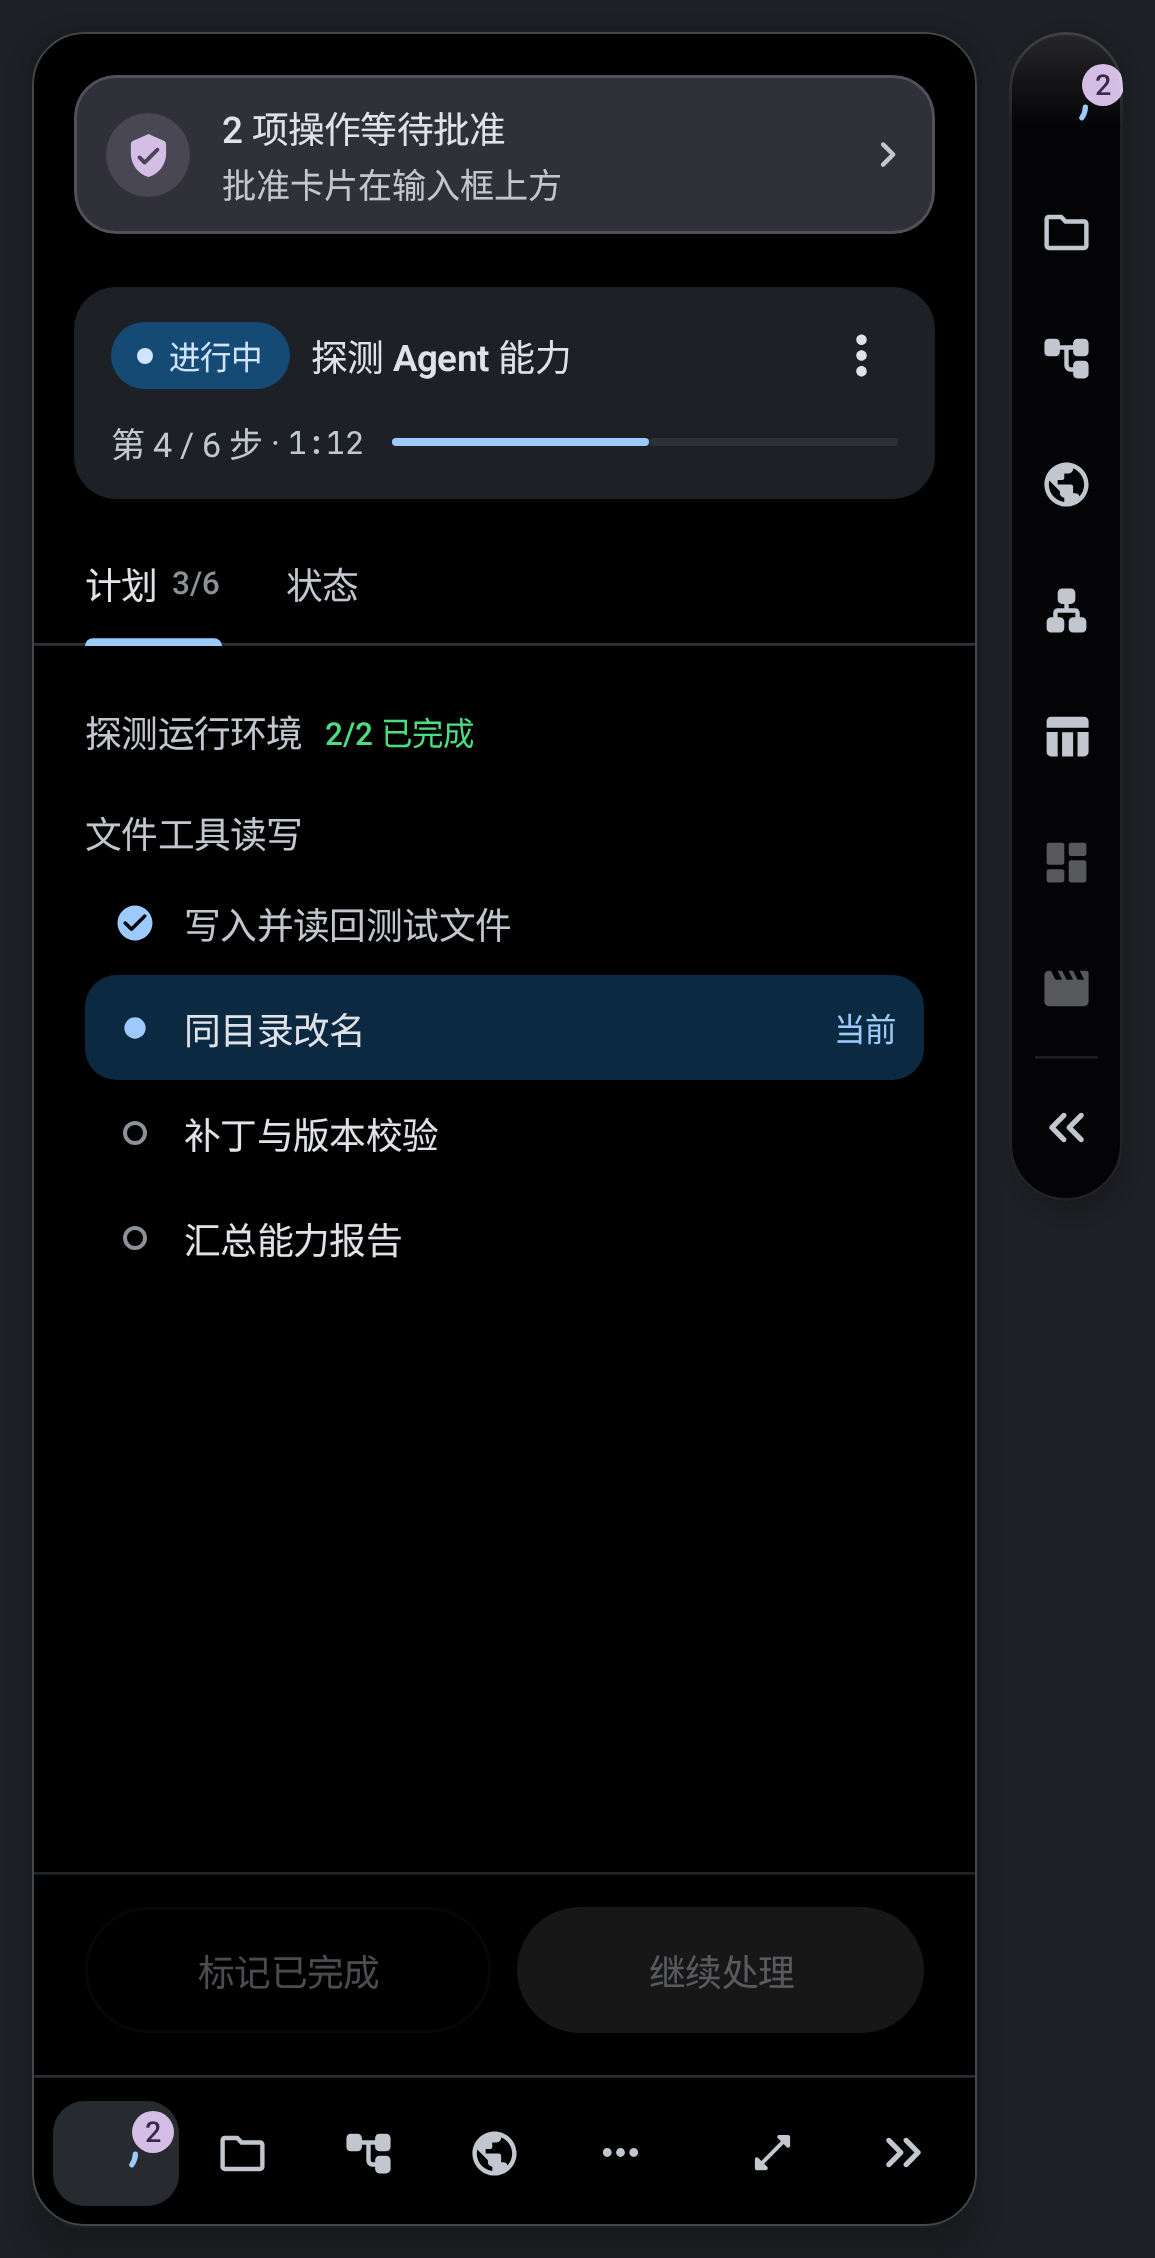 2 项操作等待批准
批准卡片在输入框上方
进行中 探测 Agent 能力
第 4 / 6 步 · 1:12
计划 3/6 状态
探测运行环境 2/2 已完成
文件工具读写
写入并读回测试文件
同目录改名 当前
补丁与版本校验
汇总能力报告
标记已完成 继续处理
2
2